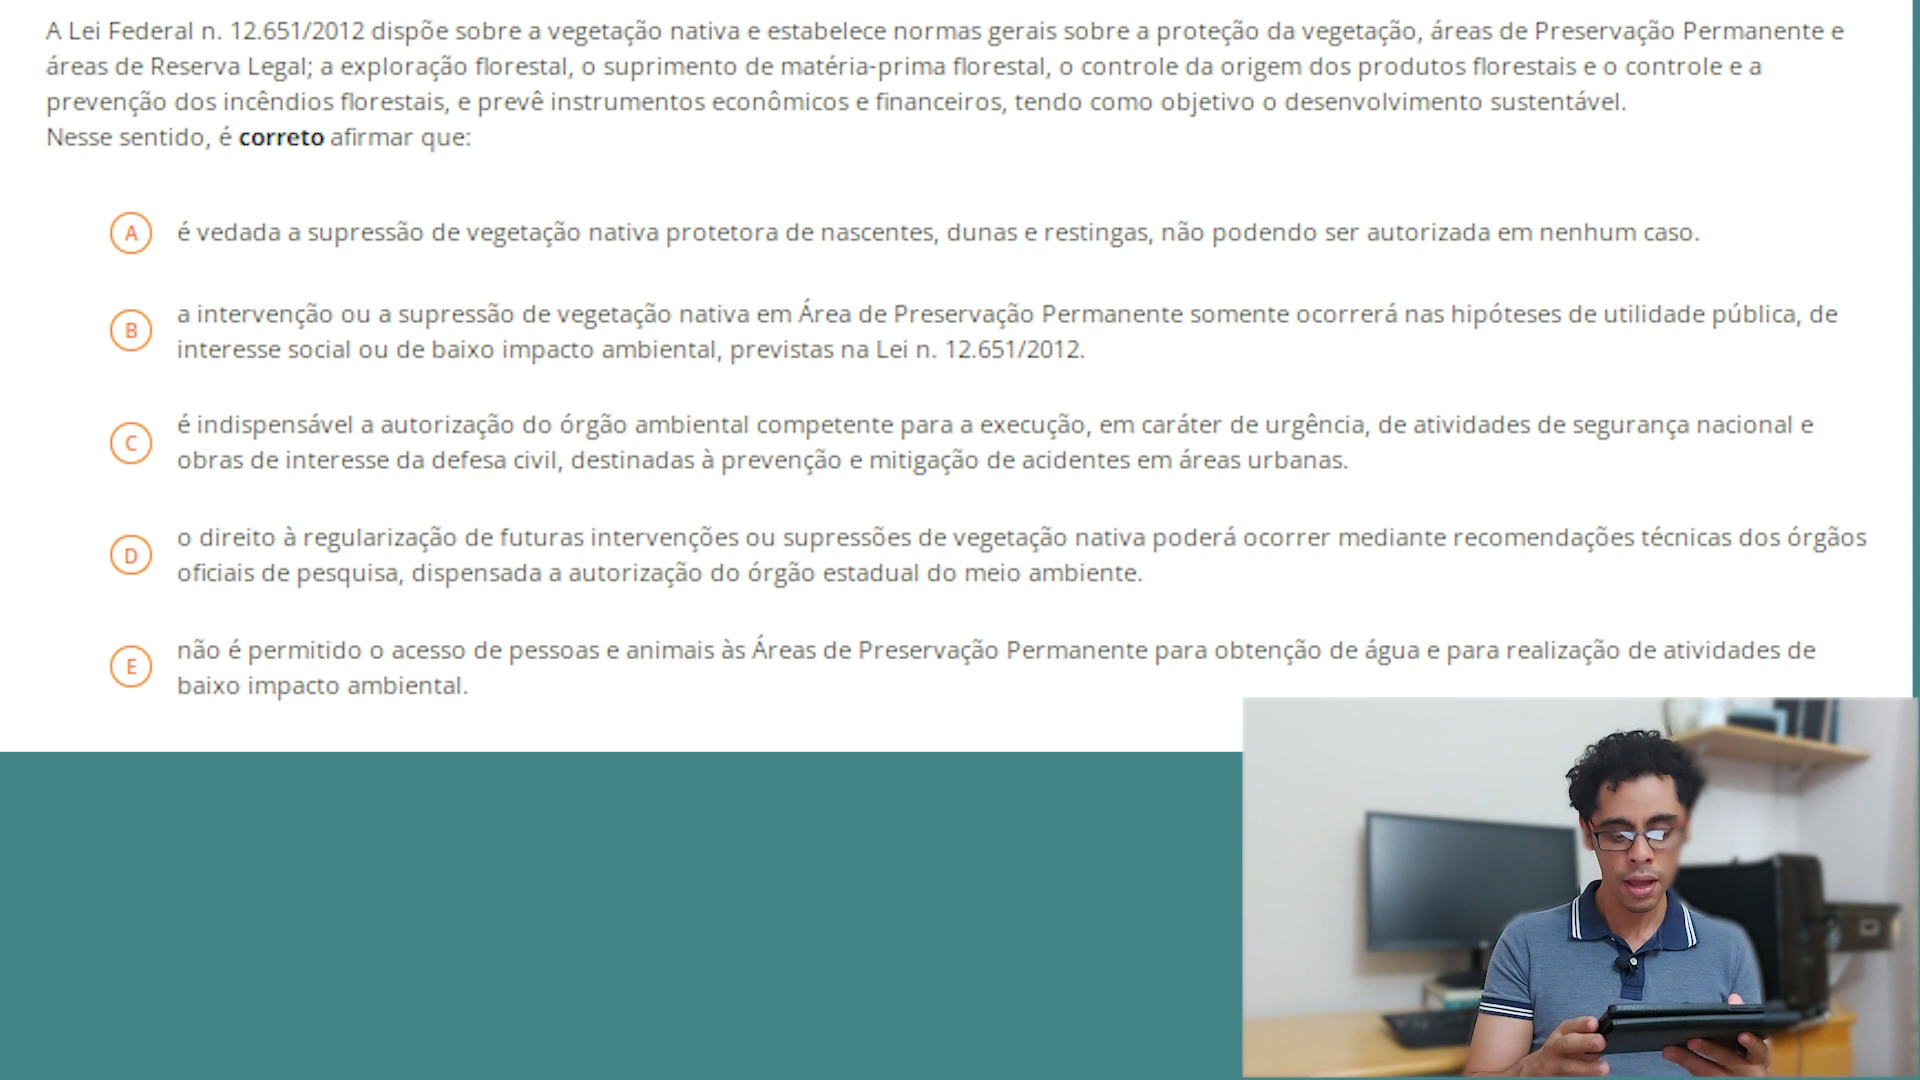 A Lei Federal n. 12.651/2012 dispõe sobre a vegetação nativa e estabelece normas gerais sobre a proteção da vegetação, áreas de Preservação Permanente e
áreas de Reserva Legal; a exploração florestal, o suprimento de matéria-prima florestal, o controle da origem dos produtos florestais e o controle e a
prevenção dos incêndios florestais, e prevê instrumentos econômicos e financeiros, tendo como objetivo o desenvolvimento sustentável.
Nesse sentido, é correto afirmar que:
A é vedada a supressão de vegetação nativa protetora de nascentes, dunas e restingas, não podendo ser autorizada em nenhum caso.
B a intervenção ou a supressão de vegetação nativa em Área de Preservação Permanente somente ocorrerá nas hipóteses de utilidade pública, de
interesse social ou de baixo impacto ambiental, previstas na Lei n. 12.651/2012.
C é indispensável a autorização do órgão ambiental competente para a execução, em caráter de urgência, de atividades de segurança nacional e
obras de interesse da defesa civil, destinadas à prevenção e mitigação de acidentes em áreas urbanas.
D o direito à regularização de futuras intervenções ou supressões de vegetação nativa poderá ocorrer mediante recomendações técnicas dos órgãos
oficiais de pesquisa, dispensada a autorização do órgão estadual do meio ambiente.
E não é permitido o acesso de pessoas e animais às Áreas de Preservação Permanente para obtenção de água e para realização de atividades de
baixo impacto ambiental.